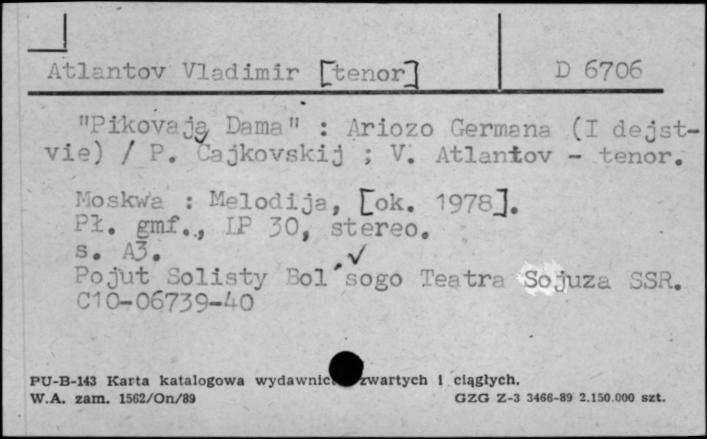 Atlantov Vladimir [tenor] D 6706
"Pikovaja Dama" : Ariozo Germana (I dejst-
vie) / P. Čajkovskij ; V. Atlantov - tenor.
Moskwa : Melodija, [ok. 1978].
Pł. gmf., LP 30, stereo.
s. A3.
Pojut Solisty Bol'šogo Teatra Sojuza SSR.
C10-06739-40
PU-B-143 Karta katalogowa wydawnictw zwartych i ciągłych.
W.A. zam. 1562/On/89 GZG Z-3 3466-89 2.150.000 szt.